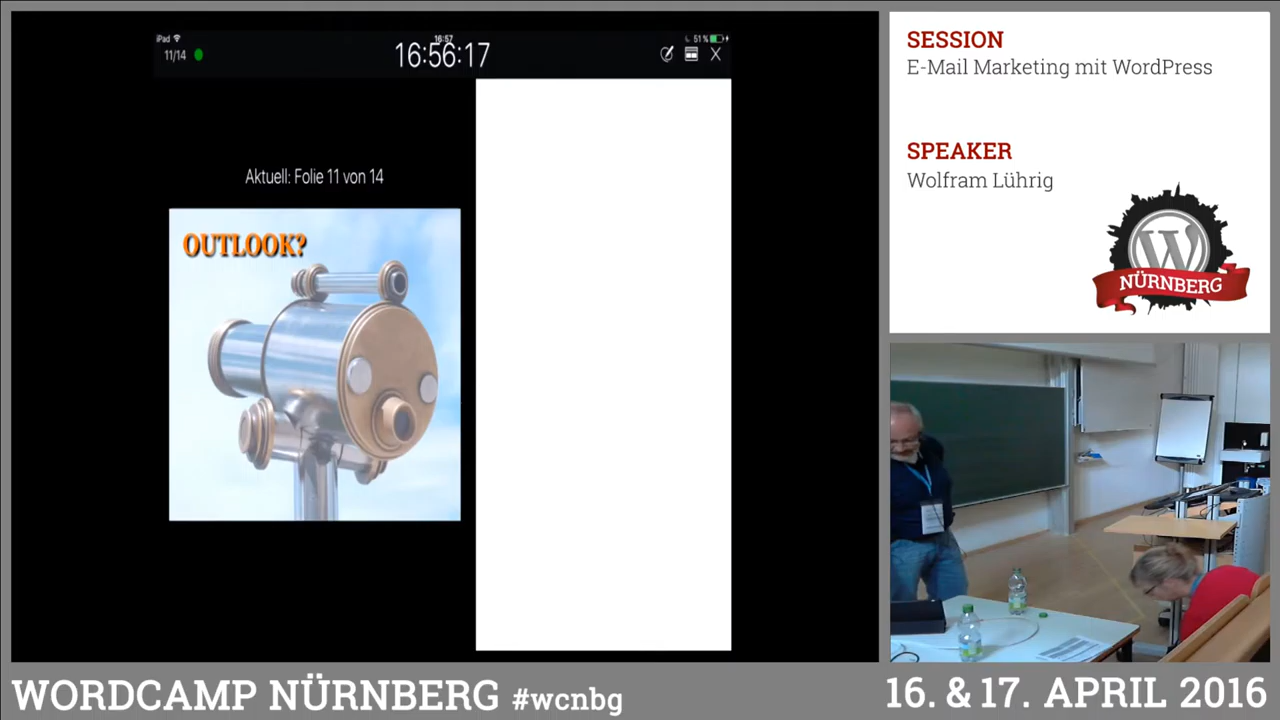 iPad
16:57
51 %
11/14
16:56:17
Aktuell: Folie 11 von 14
OUTLOOK?
SESSION
E-Mail Marketing mit WordPress
SPEAKER
Wolfram Lührig
W
NÜRNBERG
WORDCAMP NÜRNBERG #wcnbg
16. & 17. APRIL 2016